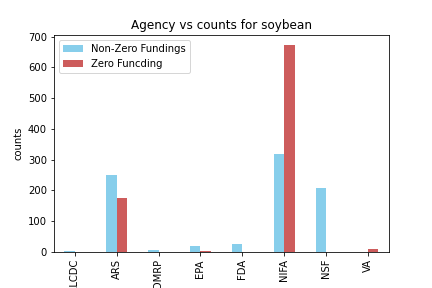 Agency vs counts for soybean
Non-Zero Fundings
Zero Funcding
counts
700
600
500
400
300
200
100
0
ARS
EPA
FDA
NIFA
NSF
VA